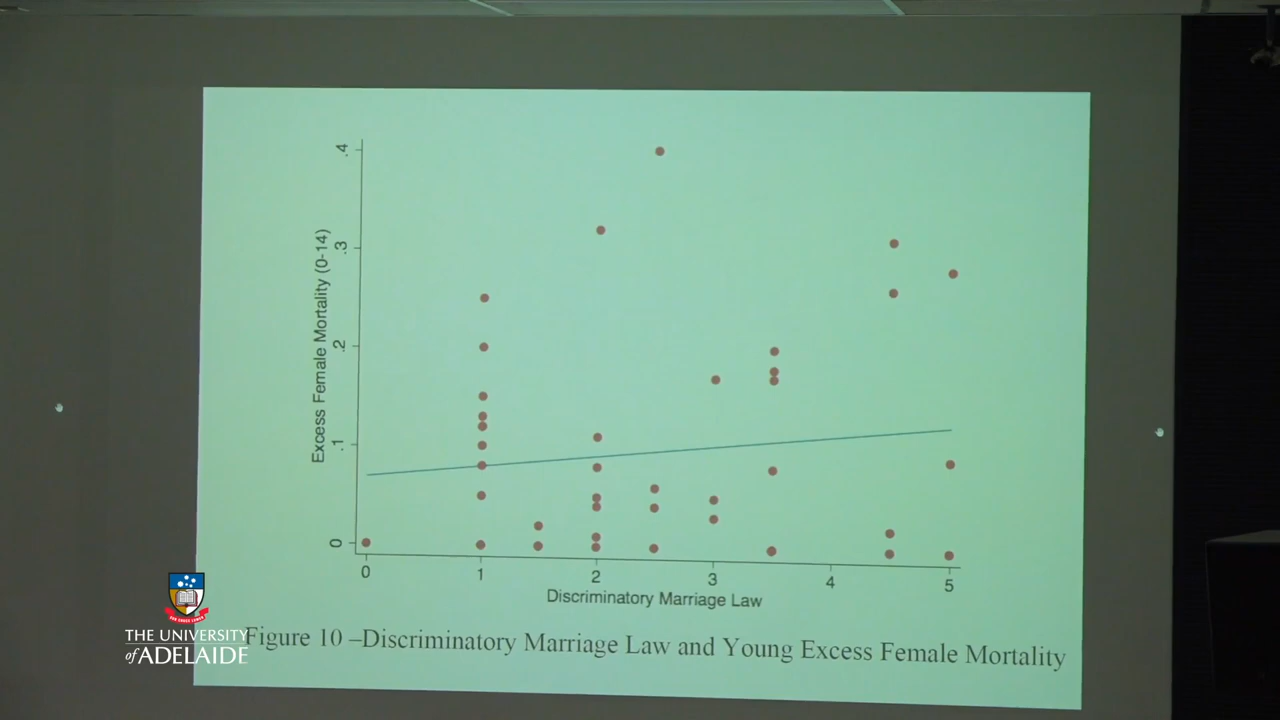 .4
.3
.2
.1
0
Excess Female Mortality (0-14)
0 1 2 3 4 5
Discriminatory Marriage Law
Figure 10 –Discriminatory Marriage Law and Young Excess Female Mortality
THE UNIVERSITY
of ADELAIDE